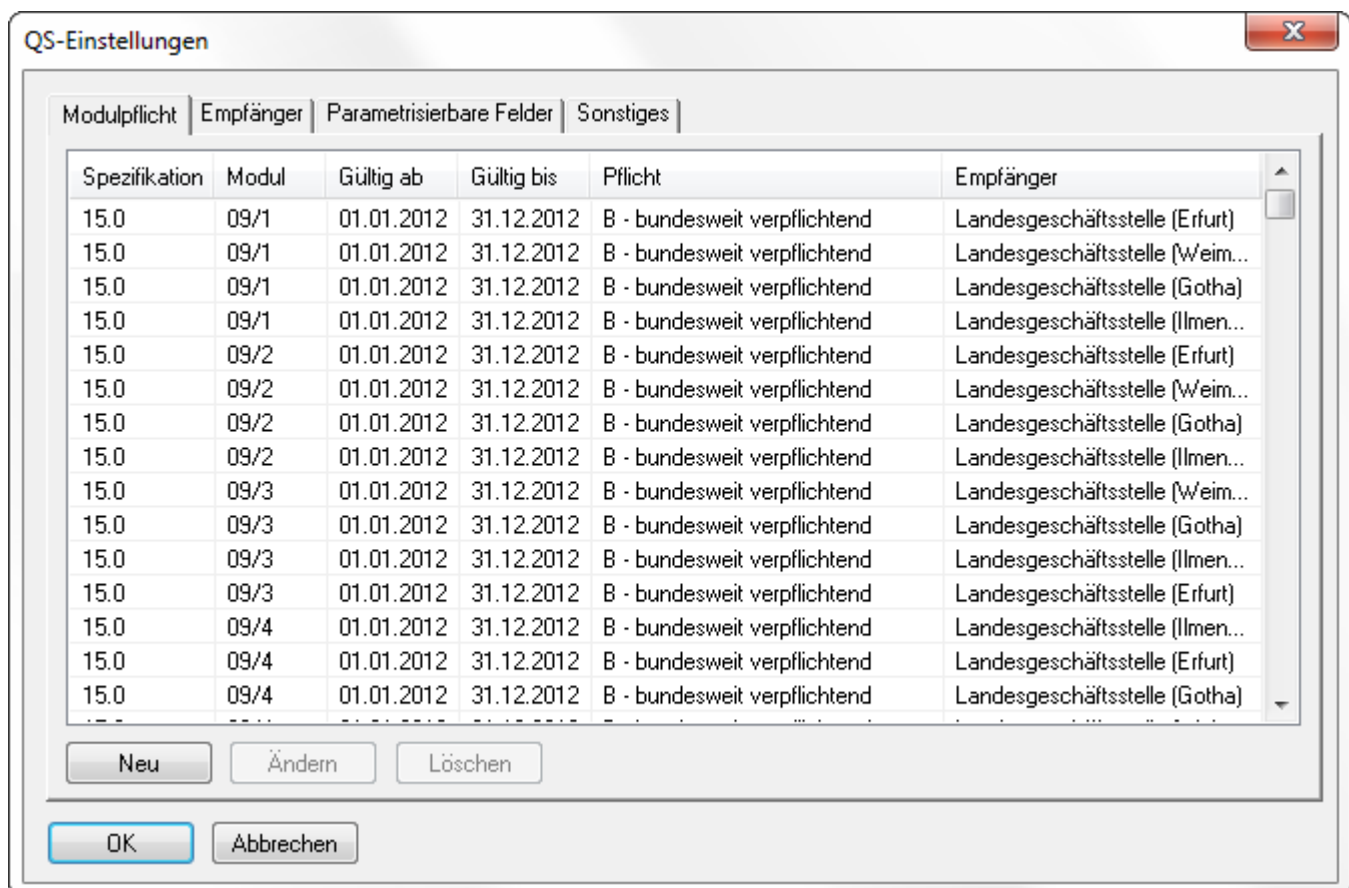 QS-Einstellungen
Modulpflicht Empfänger Parametrisierbare Felder Sonstiges
Spezifikation Modul Gültig ab Gültig bis Pflicht Empfänger
15.0 09/1 01.01.2012 31.12.2012 B - bundesweit verpflichtend Landesgeschäftsstelle (Erfurt)
15.0 09/1 01.01.2012 31.12.2012 B - bundesweit verpflichtend Landesgeschäftsstelle (Weim...
15.0 09/1 01.01.2012 31.12.2012 B - bundesweit verpflichtend Landesgeschäftsstelle (Gotha)
15.0 09/1 01.01.2012 31.12.2012 B - bundesweit verpflichtend Landesgeschäftsstelle (Ilmen...
15.0 09/2 01.01.2012 31.12.2012 B - bundesweit verpflichtend Landesgeschäftsstelle (Erfurt)
15.0 09/2 01.01.2012 31.12.2012 B - bundesweit verpflichtend Landesgeschäftsstelle (Weim...
15.0 09/2 01.01.2012 31.12.2012 B - bundesweit verpflichtend Landesgeschäftsstelle (Gotha)
15.0 09/2 01.01.2012 31.12.2012 B - bundesweit verpflichtend Landesgeschäftsstelle (Ilmen...
15.0 09/3 01.01.2012 31.12.2012 B - bundesweit verpflichtend Landesgeschäftsstelle (Weim...
15.0 09/3 01.01.2012 31.12.2012 B - bundesweit verpflichtend Landesgeschäftsstelle (Gotha)
15.0 09/3 01.01.2012 31.12.2012 B - bundesweit verpflichtend Landesgeschäftsstelle (Ilmen...
15.0 09/3 01.01.2012 31.12.2012 B - bundesweit verpflichtend Landesgeschäftsstelle (Erfurt)
15.0 09/4 01.01.2012 31.12.2012 B - bundesweit verpflichtend Landesgeschäftsstelle (Ilmen...
15.0 09/4 01.01.2012 31.12.2012 B - bundesweit verpflichtend Landesgeschäftsstelle (Erfurt)
15.0 09/4 01.01.2012 31.12.2012 B - bundesweit verpflichtend Landesgeschäftsstelle (Gotha)
Neu Ändern Löschen
OK Abbrechen